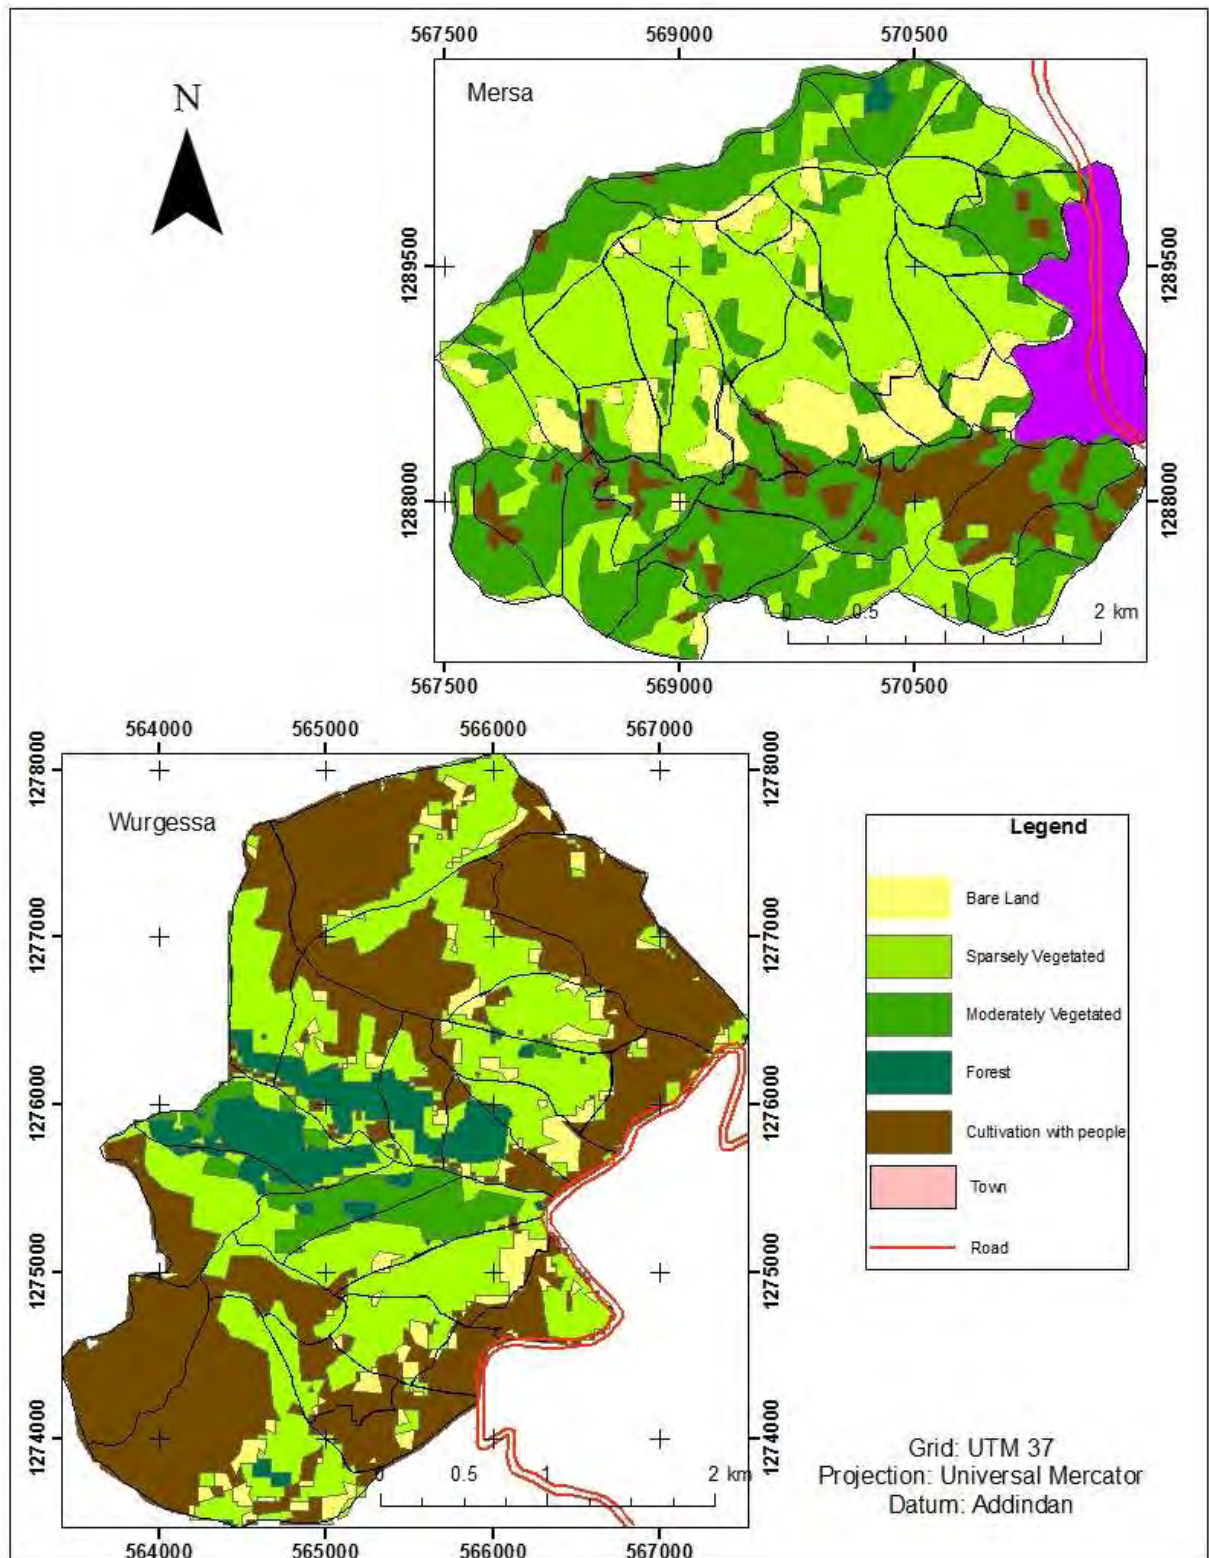 567500 569000 570500
N
Mersa
1289500 1289500
1288000 1288000
0 0.5 1 2 km
567500 569000 570500
564000 565000 566000 567000
1278000 1278000
Wurgessa
1277000 1277000
1276000 1276000
1275000 1275000
1274000 1274000
0 0.5 1 2 km
564000 565000 566000 567000
Legend
Bare Land
Sparsely Vegetated
Moderately Vegetated
Forest
Cultivation with people
Town
Road
Grid: UTM 37
Projection: Universal Mercator
Datum: Addindan